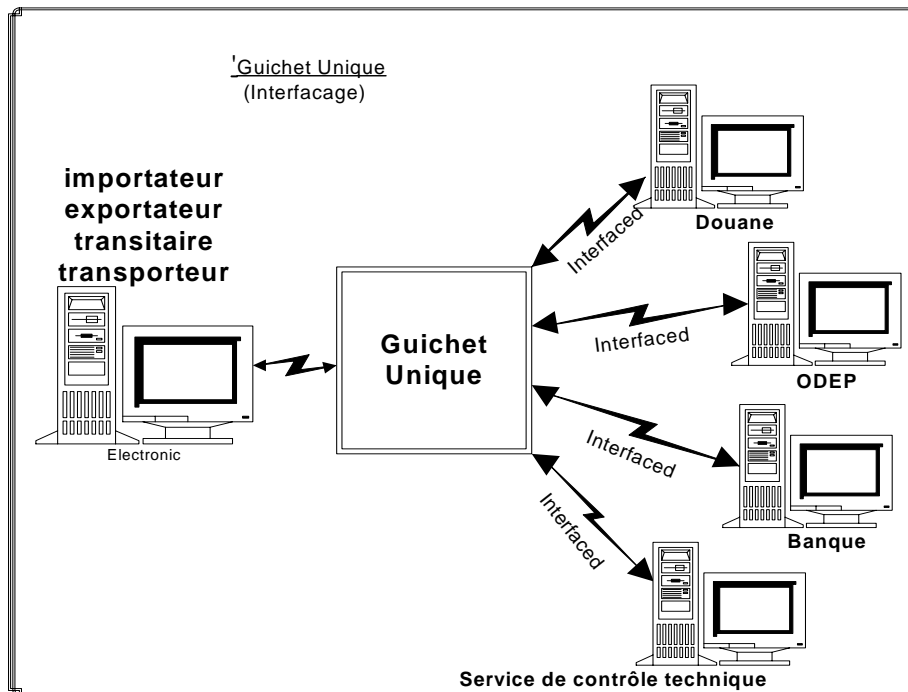 'Guichet Unique
(Interfacage)
importateur
exportateur
transitaire
transporteur
Electronic
Guichet
Unique
Interfaced
Douane
Interfaced
ODEP
Interfaced
Banque
Interfaced
Service de contrôle technique